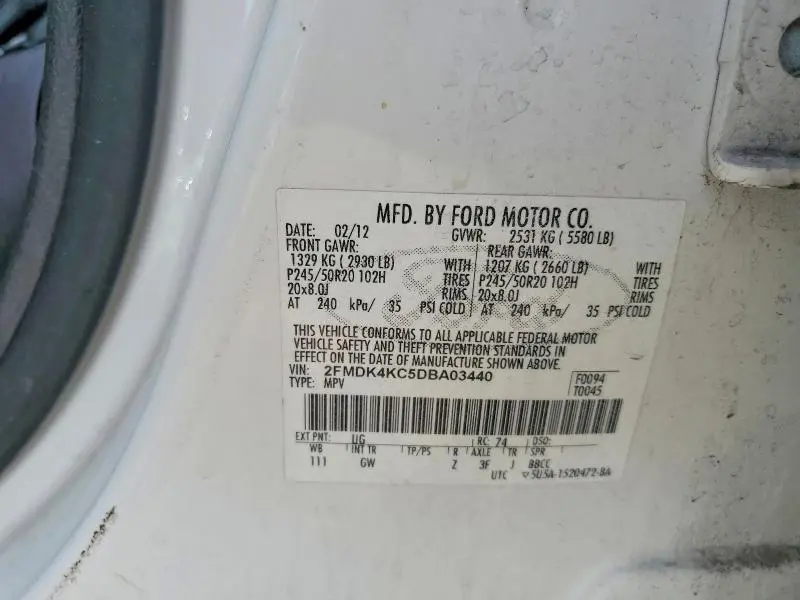 MFD. BY FORD MOTOR CO.
DATE: 02/12 GVWR: 2531 KG ( 5580 LB)
FRONT GAWR: REAR GAWR:
1329 KG ( 2930 LB) WITH 1207 KG ( 2660 LB) WITH
P245/50R20 102H TIRES P245/50R20 102H TIRES
20x8.0J RIMS 20x8.0J RIMS
AT 240 kPa/ 35 PSI COLD AT 240 kPa/ 35 PSI COLD
THIS VEHICLE CONFORMS TO ALL APPLICABLE FEDERAL MOTOR
VEHICLE SAFETY AND THEFT PREVENTION STANDARDS IN
EFFECT ON THE DATE OF MANUFACTURE SHOWN ABOVE.
VIN: 2FMDK4KC5DBA03440
TYPE: MPV
F0094
T0045
EXT PNT: UG RC: 74 DSO:
WB INT TR TP/PS R AXLE TR SPR
111 GW Z 3F J BBCC
UTC 5U5A-1520472-BA